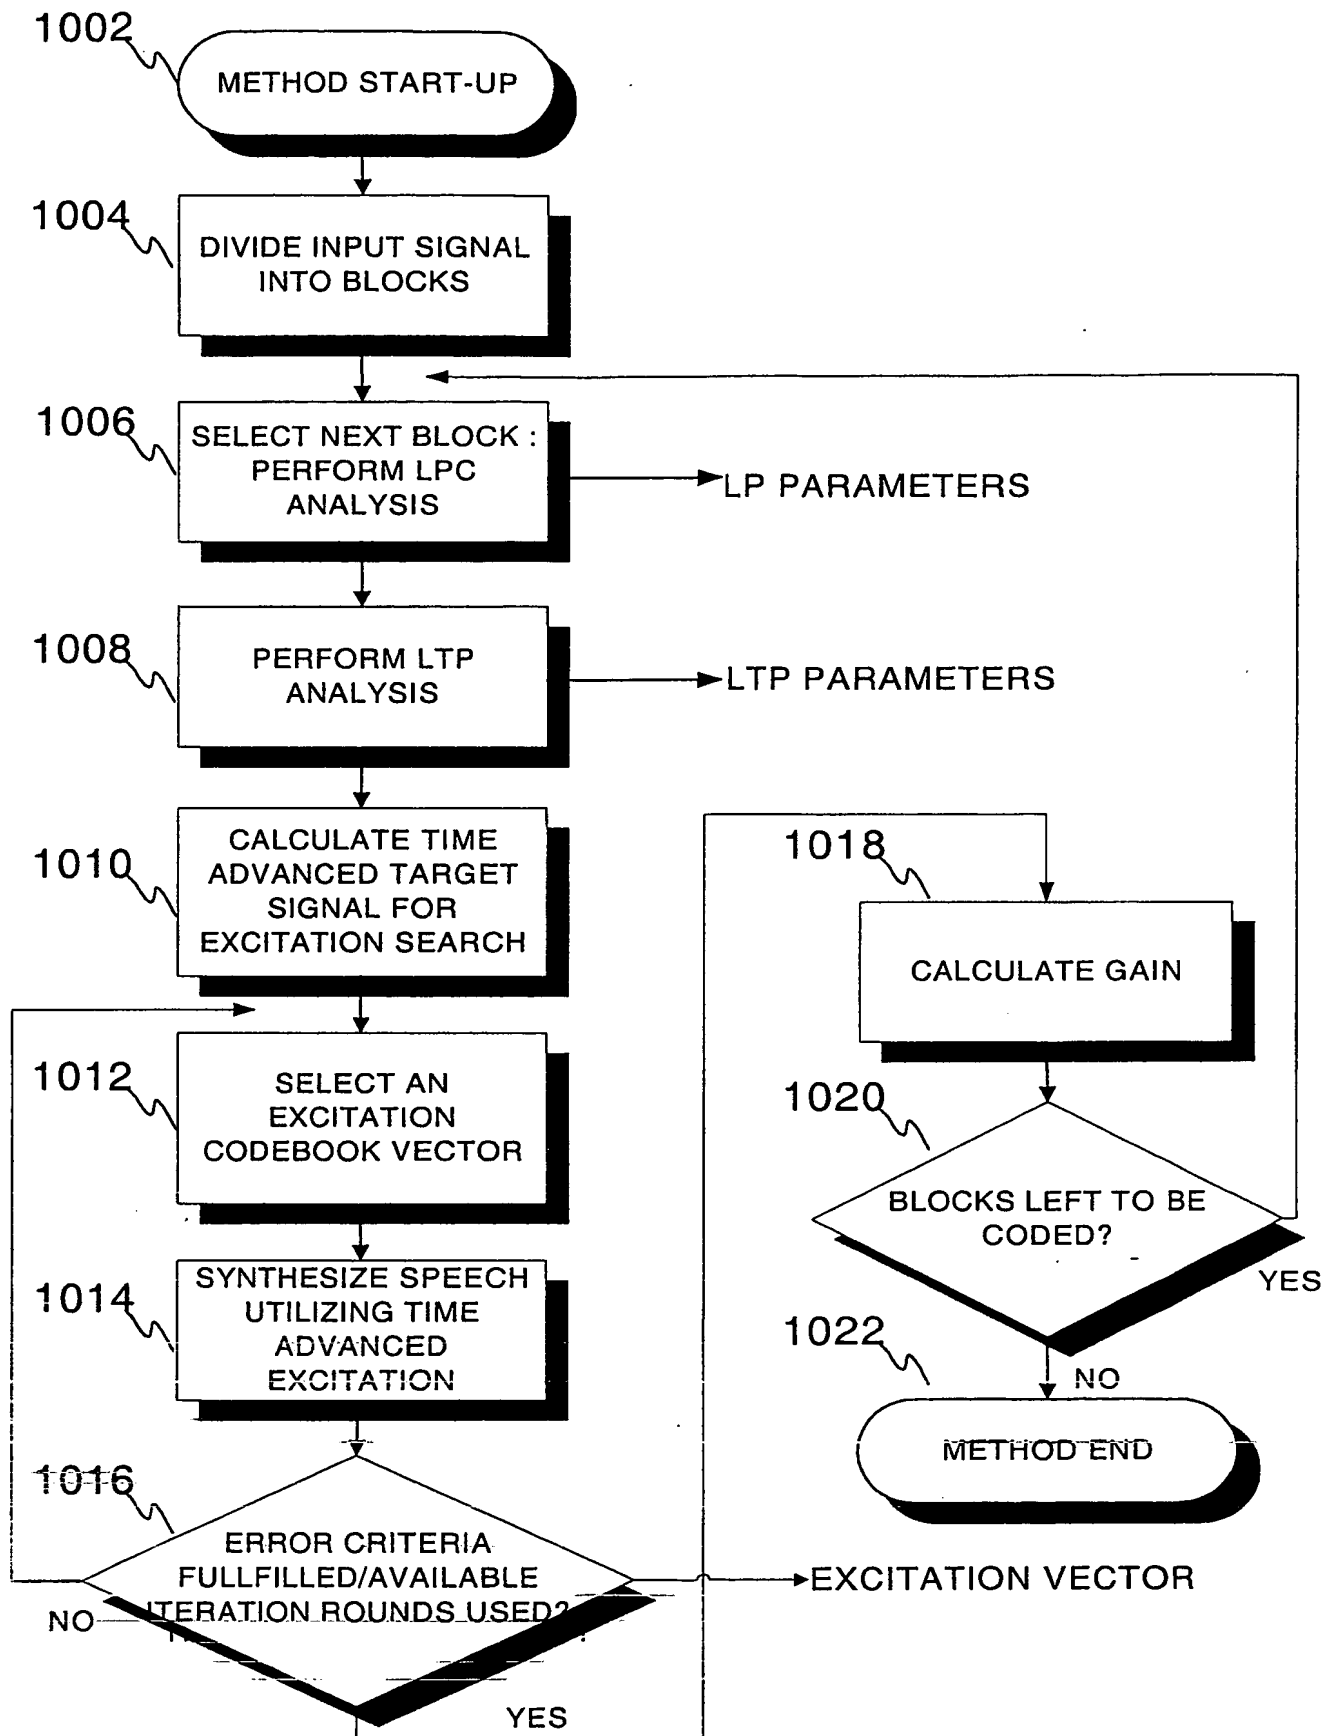 1002
METHOD START-UP
1004
DIVIDE INPUT SIGNAL
INTO BLOCKS
1006
SELECT NEXT BLOCK :
PERFORM LPC
ANALYSIS
LP PARAMETERS
1008
PERFORM LTP
ANALYSIS
LTP PARAMETERS
1010
CALCULATE TIME
ADVANCED TARGET
SIGNAL FOR
EXCITATION SEARCH
1012
SELECT AN
EXCITATION
CODEBOOK VECTOR
1014
SYNTHESIZE SPEECH
UTILIZING TIME
ADVANCED
EXCITATION
1016
ERROR CRITERIA
FULLFILLED/AVAILABLE
ITERATION ROUNDS USED?
NO
YES
EXCITATION VECTOR
1018
CALCULATE GAIN
1020
BLOCKS LEFT TO BE
CODED?
YES
NO
1022
METHOD END